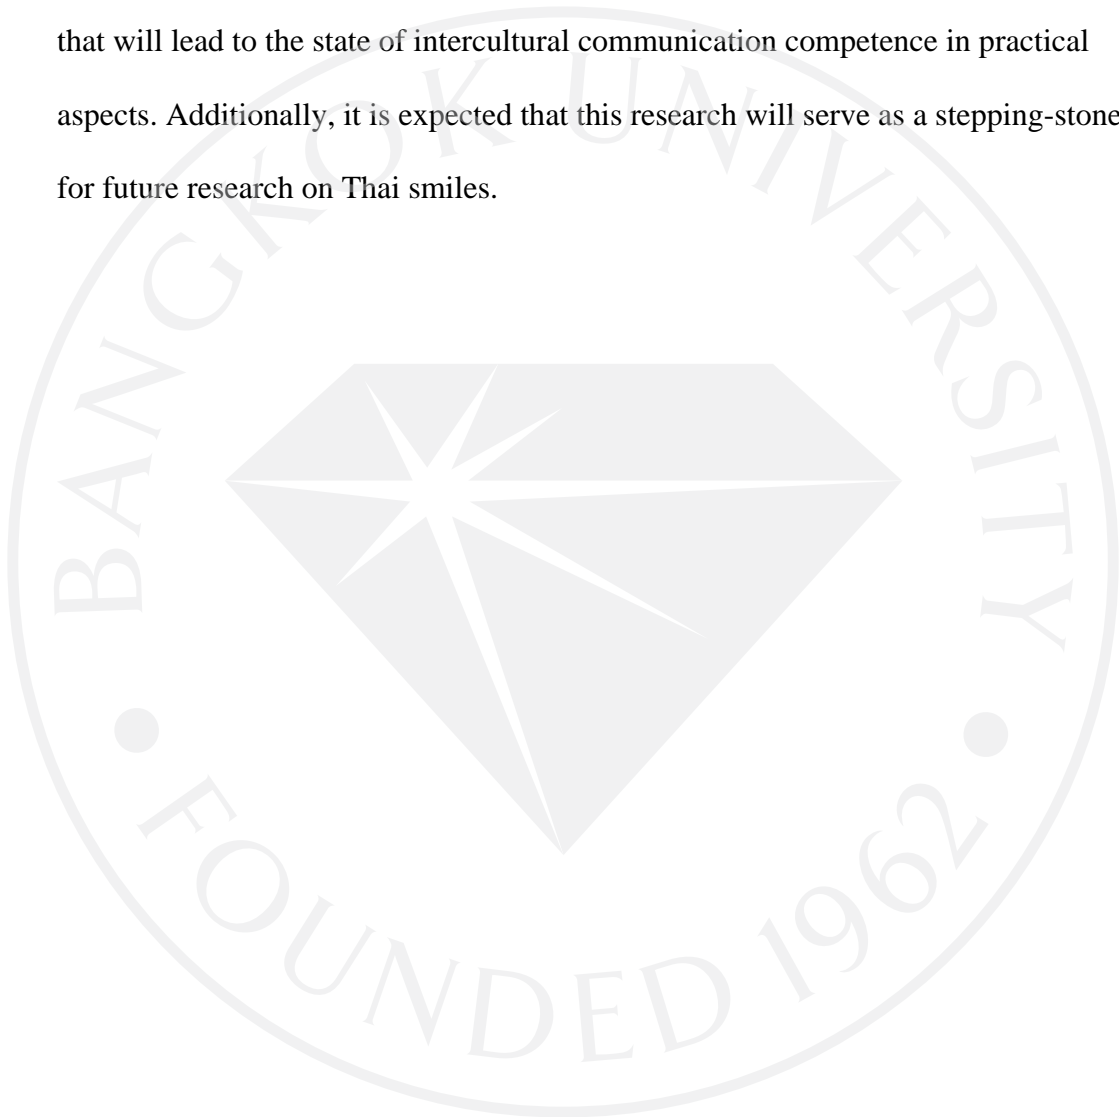 that will lead to the state of intercultural communication competence in practical
aspects. Additionally, it is expected that this research will serve as a stepping-stone
for future research on Thai smiles.
BANGKOK UNIVERSITY
• FOUNDED 1962 •